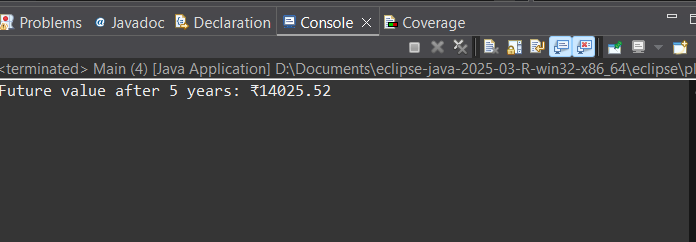 Problems Javadoc Declaration Console Coverage
<terminated> Main (4) [Java Application] D:\Documents\eclipse-java-2025-03-R-win32-x86_64\eclipse\pl
Future value after 5 years: ₹14025.52